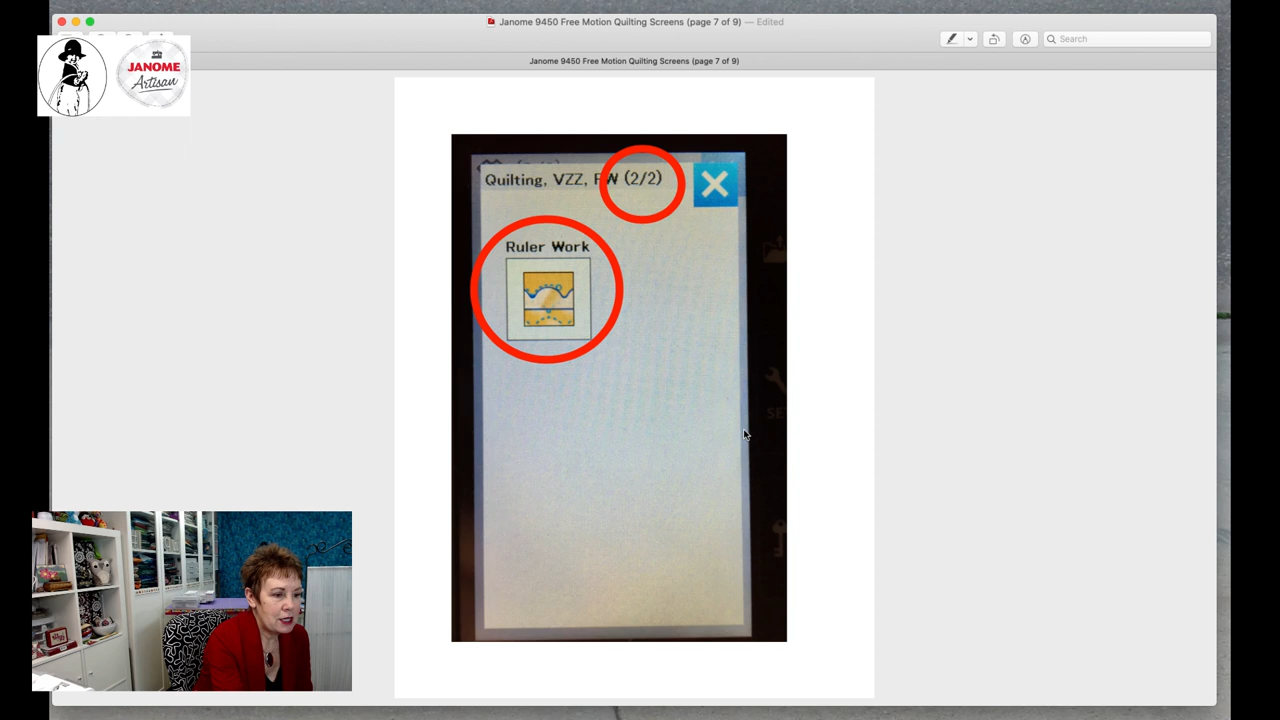 Janome 9450 Free Motion Quilting Screens (page 7 of 9) — Edited
Search
Janome 9450 Free Motion Quilting Screens (page 7 of 9)
JANOME
Artisan
Quilting, VZZ, RW (2/2)
Ruler Work